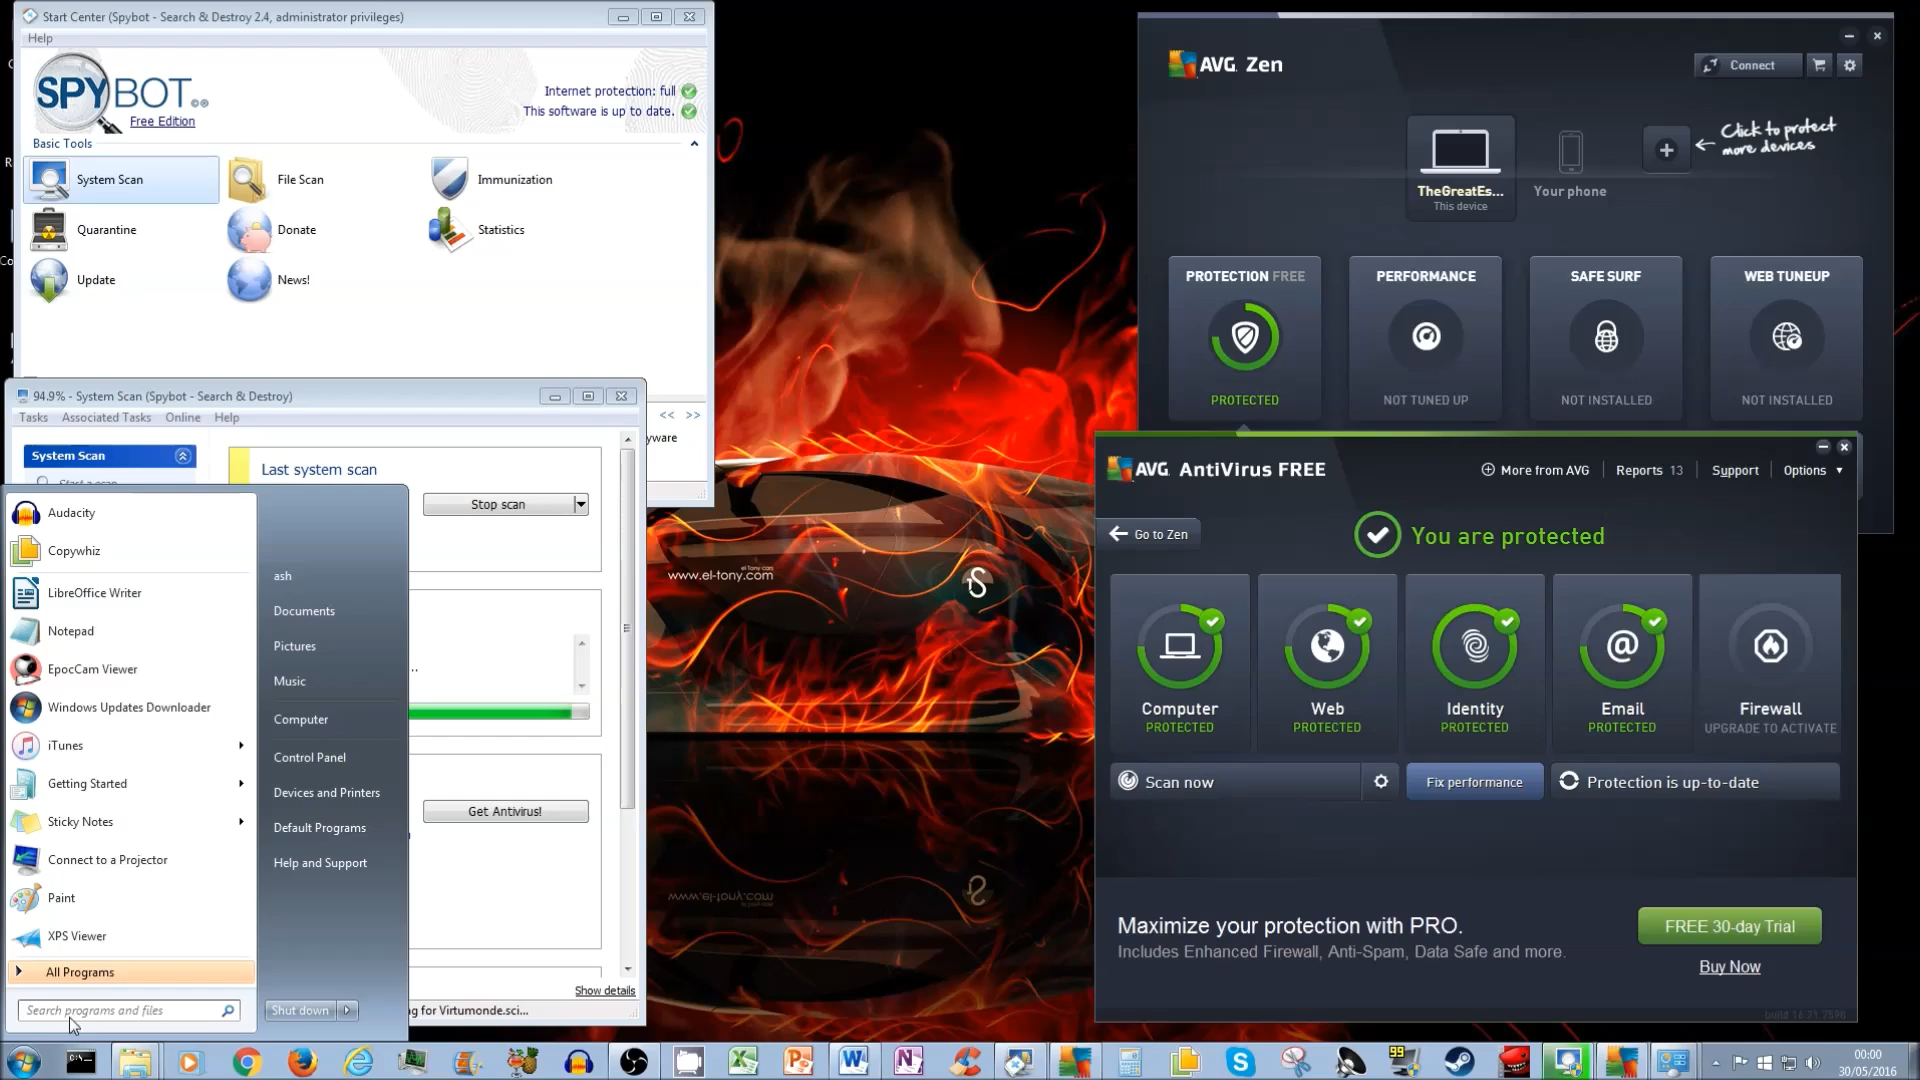 Start Center (Spybot - Search & Destroy 2.4, administrator privileges)
Help
SPYBOT
Free Edition
Internet protection: full
This software is up to date.
Basic Tools
System Scan
File Scan
Immunization
Quarantine
Donate
Statistics
Update
News!
<< >>
yware
94.9% - System Scan (Spybot - Search & Destroy)
Tasks Associated Tasks Online Help
System Scan
Start a scan
Last system scan
Stop scan
Get Antivirus!
Show details
ng for Virtumonde.sci...
Audacity
Copywhiz
LibreOffice Writer
Notepad
EpocCam Viewer
Windows Updates Downloader
iTunes
Getting Started
Sticky Notes
Connect to a Projector
Paint
XPS Viewer
All Programs
Search programs and files
ash
Documents
Pictures
Music
Computer
Control Panel
Devices and Printers
Default Programs
Help and Support
Shut down
www.el-tony.com
AVG Zen
Connect
Click to protect
more devices
TheGreatEs...
This device
Your phone
PROTECTION FREE
PROTECTED
PERFORMANCE
NOT TUNED UP
SAFE SURF
NOT INSTALLED
WEB TUNEUP
NOT INSTALLED
AVG AntiVirus FREE
More from AVG
Reports 13
Support
Options
Go to Zen
You are protected
Computer
PROTECTED
Web
PROTECTED
Identity
PROTECTED
Email
PROTECTED
Firewall
UPGRADE TO ACTIVATE
Scan now
Fix performance
Protection is up-to-date
Maximize your protection with PRO.
Includes Enhanced Firewall, Anti-Spam, Data Safe and more.
FREE 30-day Trial
Buy Now
99
00:00
30/05/2016